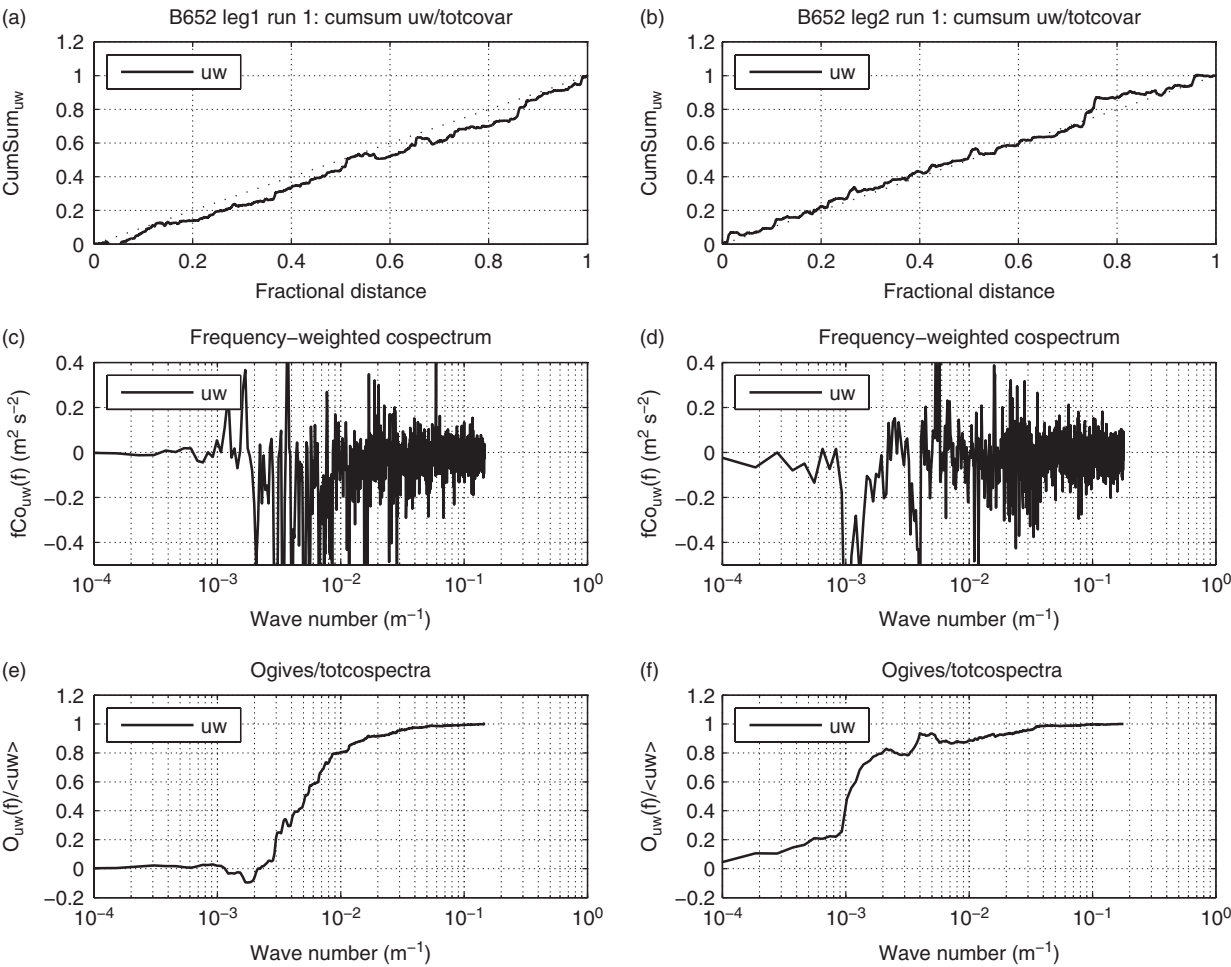 (a) B652 leg1 run 1: cumsum uw/totcovar
1.2
1
0.8
0.6
0.4
0.2
0
CumSum_uw
uw
0 0.2 0.4 0.6 0.8 1
Fractional distance
(b) B652 leg2 run 1: cumsum uw/totcovar
1.2
1
0.8
0.6
0.4
0.2
0
CumSum_uw
uw
0 0.2 0.4 0.6 0.8 1
Fractional distance
(c) Frequency−weighted cospectrum
0.4
0.2
0
−0.2
−0.4
fCo_uw(f) (m² s⁻²)
uw
10⁻⁴ 10⁻³ 10⁻² 10⁻¹ 10⁰
Wave number (m⁻¹)
(d) Frequency−weighted cospectrum
0.4
0.2
0
−0.2
−0.4
fCo_uw(f) (m² s⁻²)
uw
10⁻⁴ 10⁻³ 10⁻² 10⁻¹ 10⁰
Wave number (m⁻¹)
(e) Ogives/totcospectra
1.2
1
0.8
0.6
0.4
0.2
0
−0.2
O_uw(f)/<uw>
uw
10⁻⁴ 10⁻³ 10⁻² 10⁻¹ 10⁰
Wave number (m⁻¹)
(f) Ogives/totcospectra
1.2
1
0.8
0.6
0.4
0.2
0
−0.2
O_uw(f)/<uw>
uw
10⁻⁴ 10⁻³ 10⁻² 10⁻¹ 10⁰
Wave number (m⁻¹)